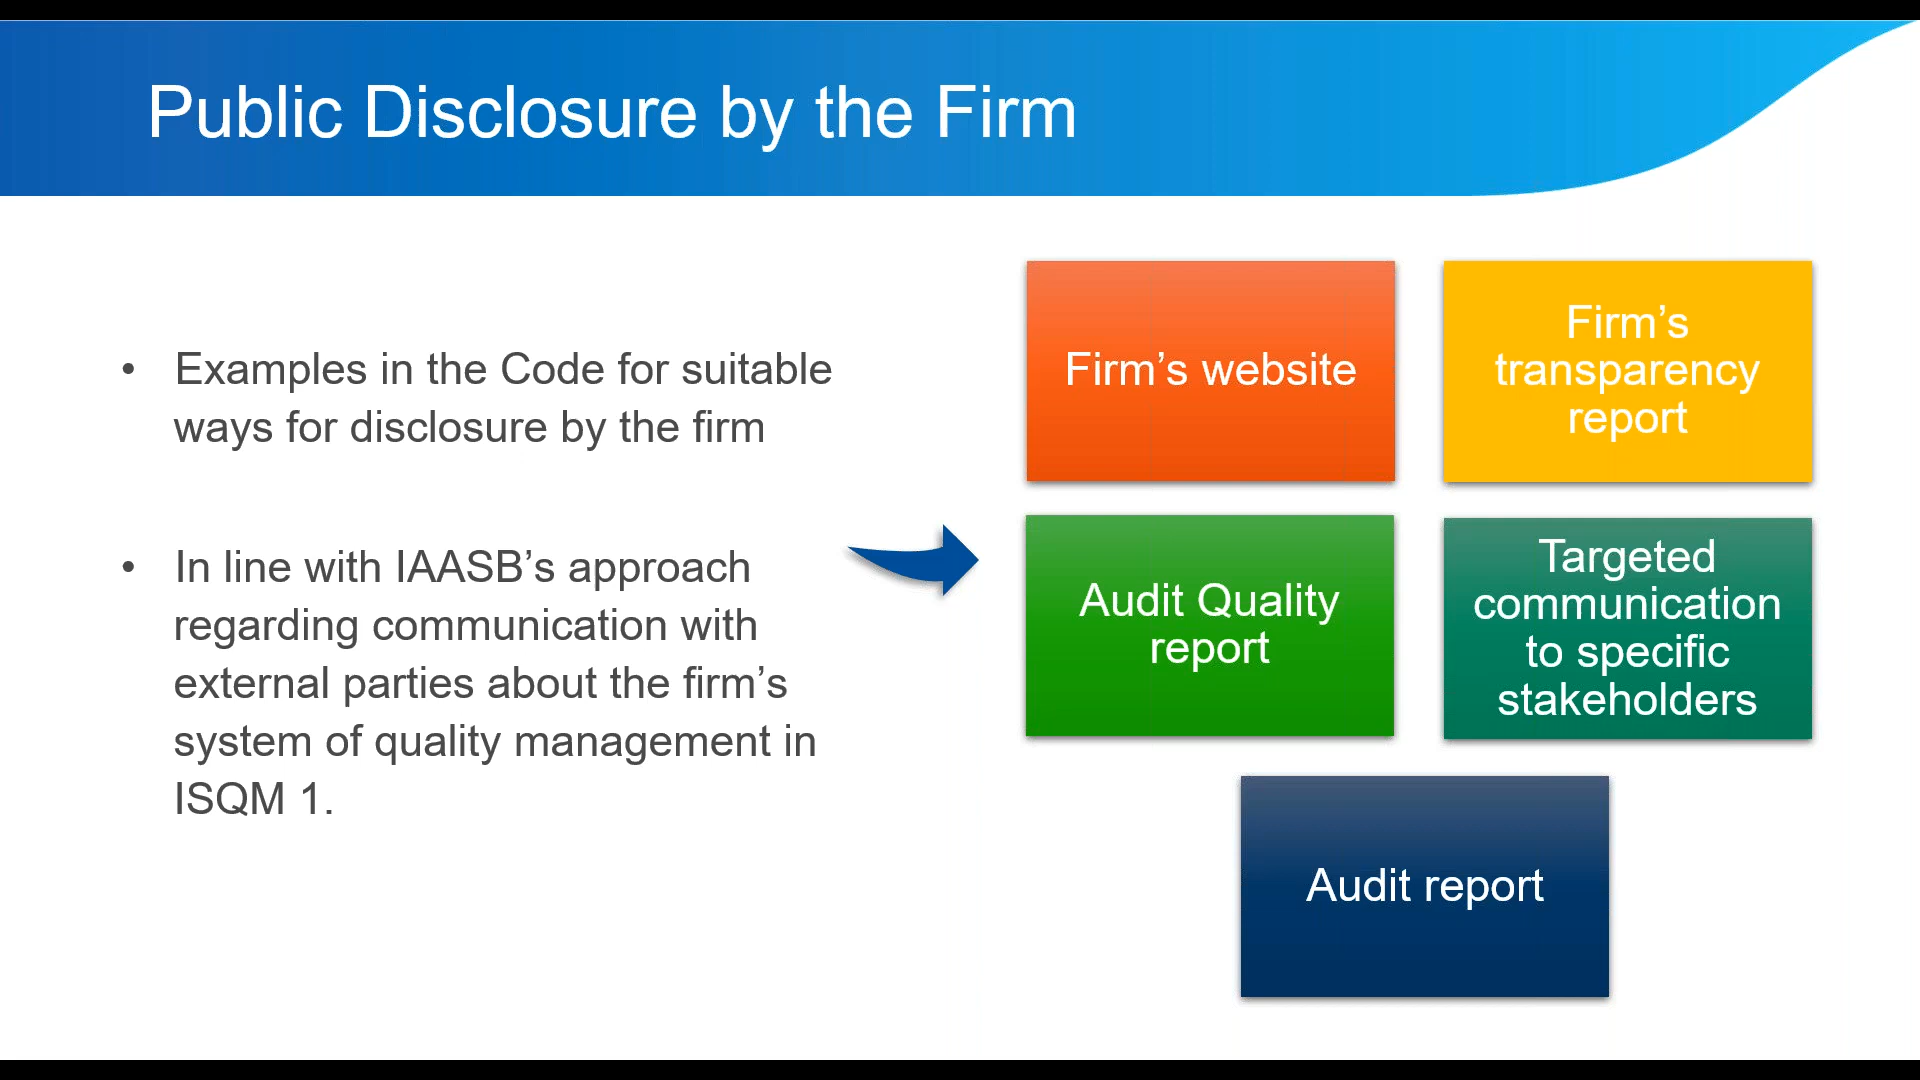 Public Disclosure by the Firm
• Examples in the Code for suitable
ways for disclosure by the firm
• In line with IAASB’s approach
regarding communication with
external parties about the firm’s
system of quality management in
ISQM 1.
Firm’s website
Firm’s
transparency
report
Audit Quality
report
Targeted
communication
to specific
stakeholders
Audit report